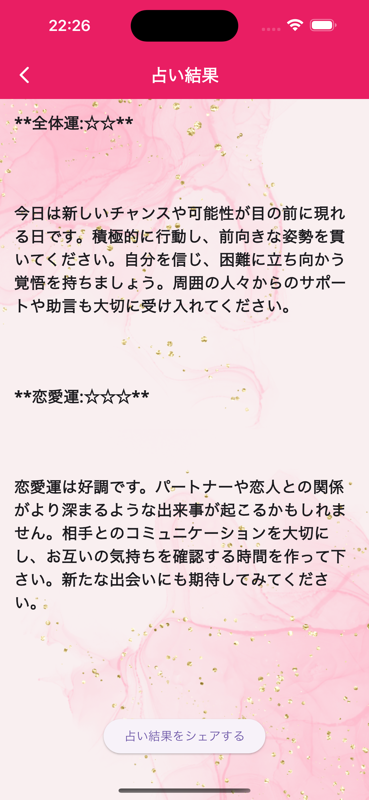 22:26
占い結果
**全体運:☆☆**
今日は新しいチャンスや可能性が目の前に現れ
る日です。積極的に行動し、前向きな姿勢を貫
いてください。自分を信じ、困難に立ち向かう
覚悟を持ちましょう。周囲の人々からのサポー
トや助言も大切に受け入れてください。
**恋愛運:☆☆☆**
恋愛運は好調です。パートナーや恋人との関係
がより深まるような出来事が起こるかもしれま
せん。相手とのコミュニケーションを大切に
し、お互いの気持ちを確認する時間を作って下
さい。新たな出会いにも期待してみてくださ
い。
占い結果をシェアする